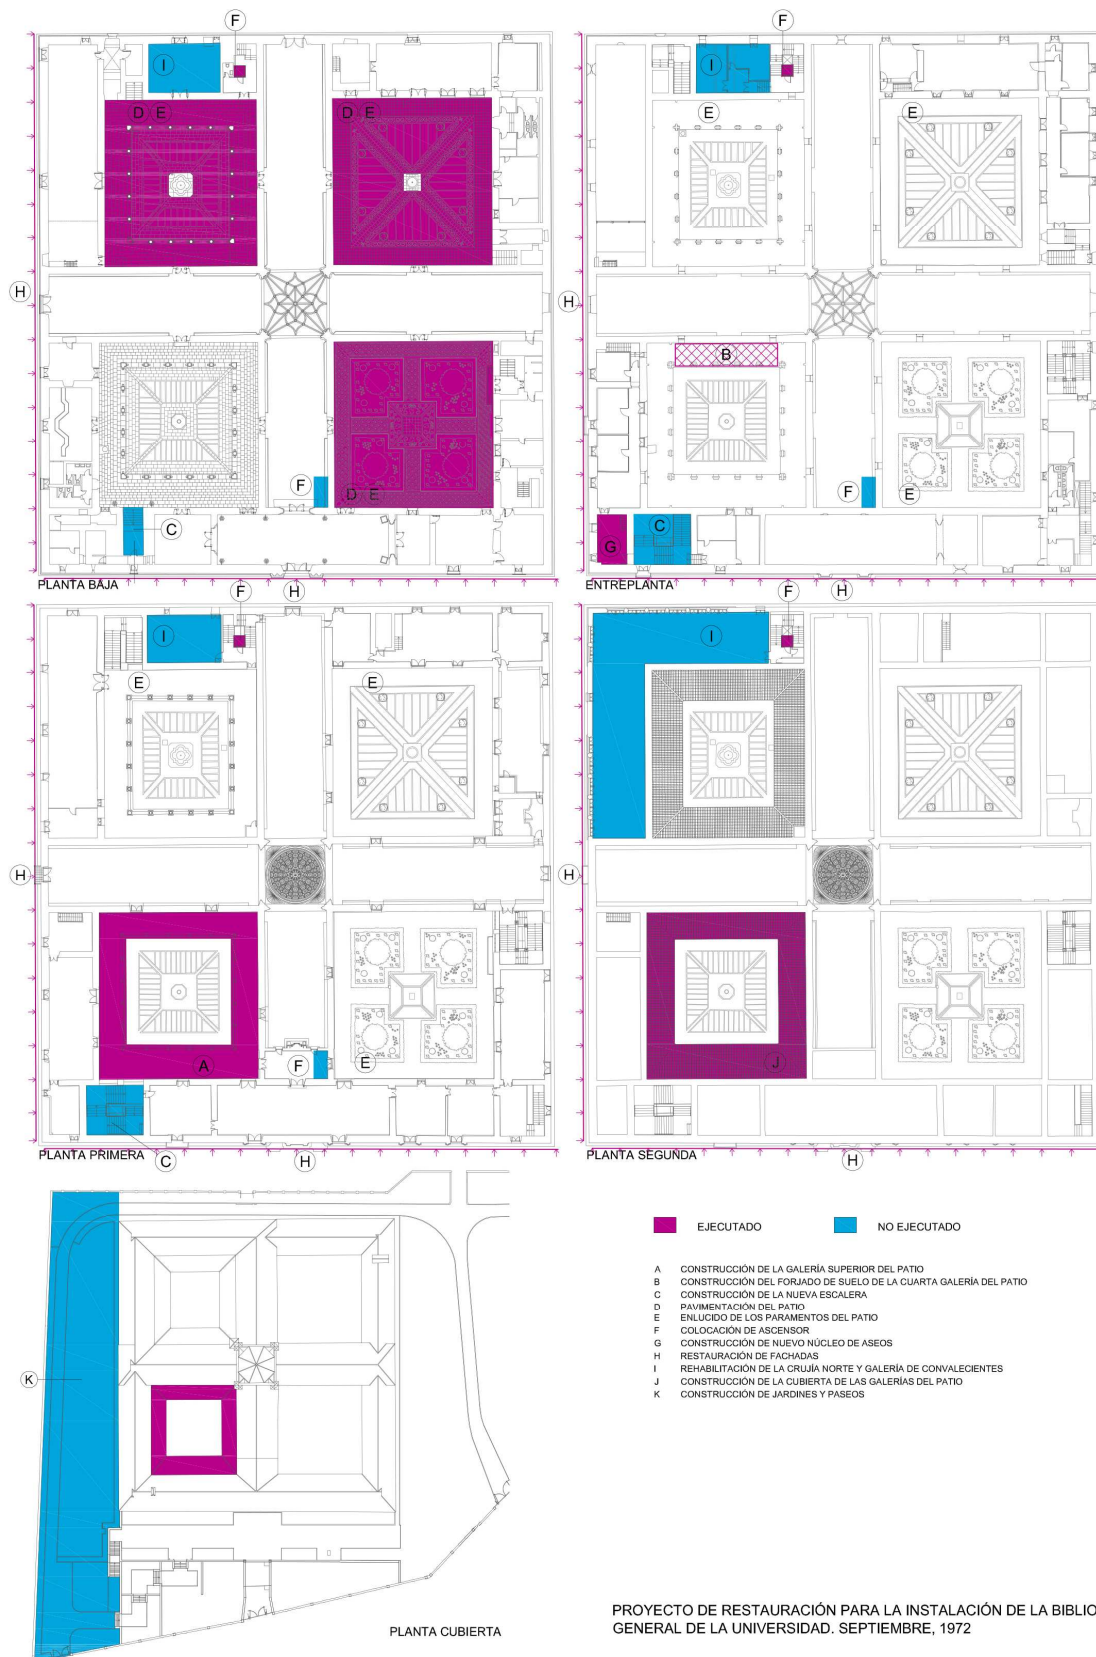 F
F
I
I
D E
D E
E
E
H
H
B
F
F
D E
E
C
C
G
PLANTA BAJA
ENTREPLANTA
H
H
F
F
I
I
E
E
H
H
F
E
A
J
PLANTA PRIMERA
PLANTA SEGUNDA
C
H
H
EJECUTADO
NO EJECUTADO
A CONSTRUCCIÓN DE LA GALERÍA SUPERIOR DEL PATIO
B CONSTRUCCIÓN DEL FORJADO DE SUELO DE LA CUARTA GALERÍA DEL PATIO
C CONSTRUCCIÓN DE LA NUEVA ESCALERA
D PAVIMENTACIÓN DEL PATIO
E ENLUCIDO DE LOS PARAMENTOS DEL PATIO
F COLOCACIÓN DE ASCENSOR
G CONSTRUCCIÓN DE NUEVO NÚCLEO DE ASEOS
H RESTAURACIÓN DE FACHADAS
I REHABILITACIÓN DE LA CRUJÍA NORTE Y GALERÍA DE CONVALECIENTES
J CONSTRUCCIÓN DE LA CUBIERTA DE LAS GALERÍAS DEL PATIO
K CONSTRUCCIÓN DE JARDINES Y PASEOS
K
PLANTA CUBIERTA
PROYECTO DE RESTAURACIÓN PARA LA INSTALACIÓN DE LA BIBLIO
GENERAL DE LA UNIVERSIDAD. SEPTIEMBRE, 1972